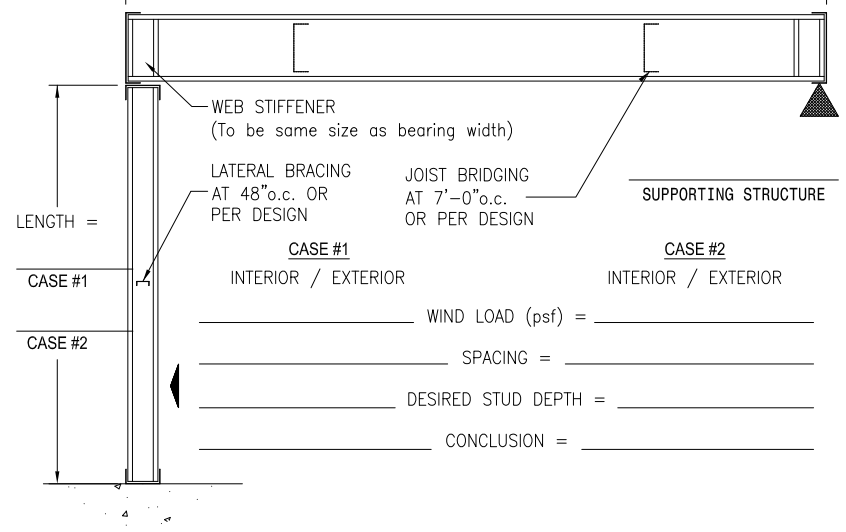 WEB STIFFENER
(To be same size as bearing width)
LATERAL BRACING
AT 48"o.c. OR
PER DESIGN
JOIST BRIDGING
AT 7'-0"o.c.
OR PER DESIGN
SUPPORTING STRUCTURE
LENGTH =
CASE #1
CASE #2
CASE #1
INTERIOR / EXTERIOR
CASE #2
INTERIOR / EXTERIOR
WIND LOAD (psf) =
SPACING =
DESIRED STUD DEPTH =
CONCLUSION =